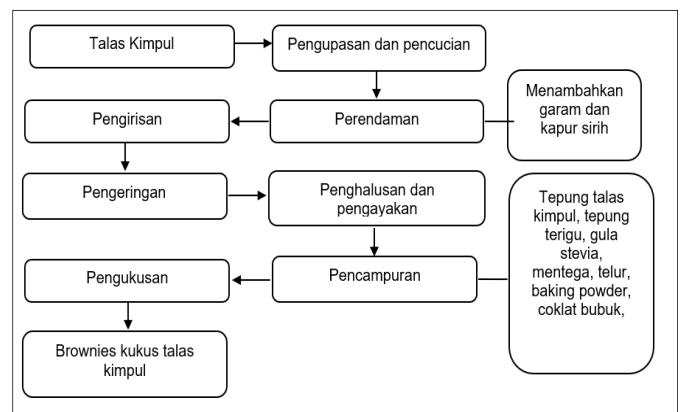 Talas Kimpul
Pengupasan dan pencucian
Menambahkan
garam dan
kapur sirih
Perendaman
Pengirisan
Pengeringan
Penghalusan dan
pengayakan
Tepung talas
kimpul, tepung
terigu, gula
stevia,
mentega, telur,
baking powder,
coklat bubuk,
Pencampuran
Pengukusan
Brownies kukus talas
kimpul